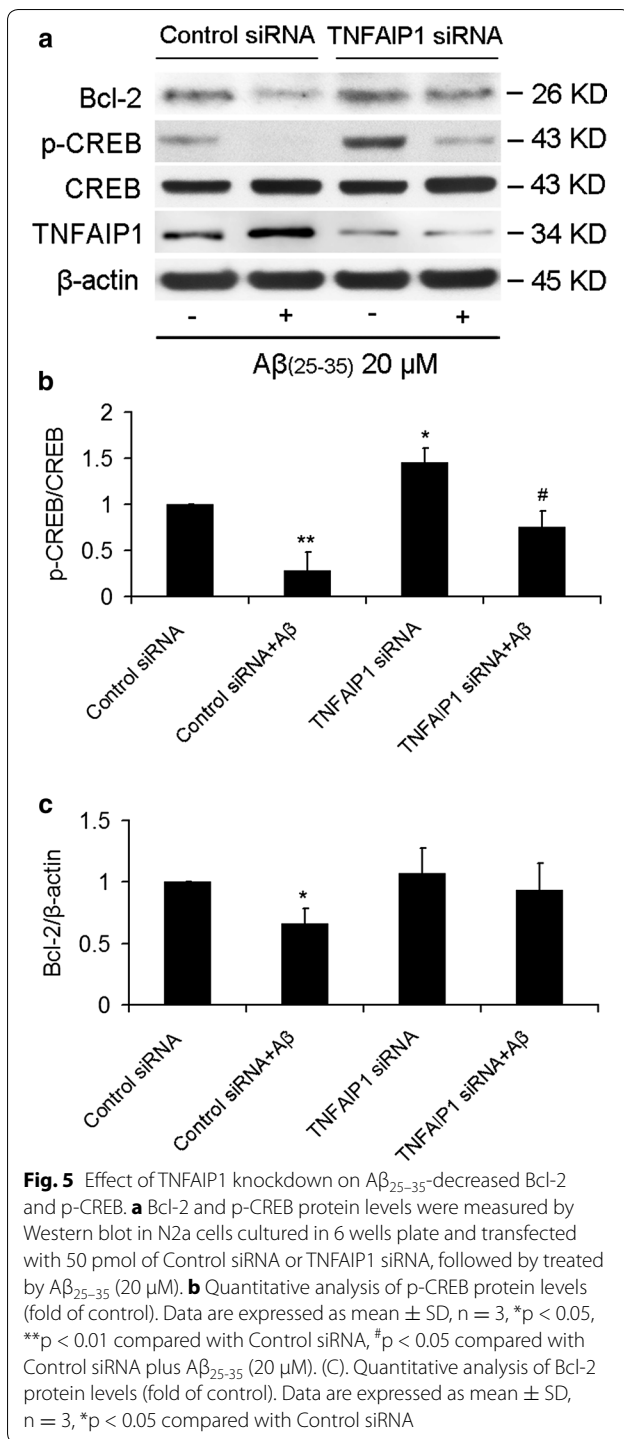 a
Control siRNA TNFAIP1 siRNA
Bcl-2 – 26 KD
p-CREB – 43 KD
CREB – 43 KD
TNFAIP1 – 34 KD
β-actin – 45 KD
- + - +
Aβ(25-35) 20 µM
b
p-CREB/CREB
2
1.5
1
0.5
0
**
*
#
Control siRNA
Control siRNA+Aβ
TNFAIP1 siRNA
TNFAIP1 siRNA+Aβ
c
Bcl-2/β-actin
1.5
1
0.5
0
*
Control siRNA
Control siRNA+Aβ
TNFAIP1 siRNA
TNFAIP1 siRNA+Aβ
Fig. 5 Effect of TNFAIP1 knockdown on Aβ25–35-decreased Bcl-2
and p-CREB. a Bcl-2 and p-CREB protein levels were measured by
Western blot in N2a cells cultured in 6 wells plate and transfected
with 50 pmol of Control siRNA or TNFAIP1 siRNA, followed by treated
by Aβ25–35 (20 μM). b Quantitative analysis of p-CREB protein levels
(fold of control). Data are expressed as mean ± SD, n = 3, *p < 0.05,
**p < 0.01 compared with Control siRNA, #p < 0.05 compared with
Control siRNA plus Aβ25-35 (20 μM). (C). Quantitative analysis of Bcl-2
protein levels (fold of control). Data are expressed as mean ± SD,
n = 3, *p < 0.05 compared with Control siRNA